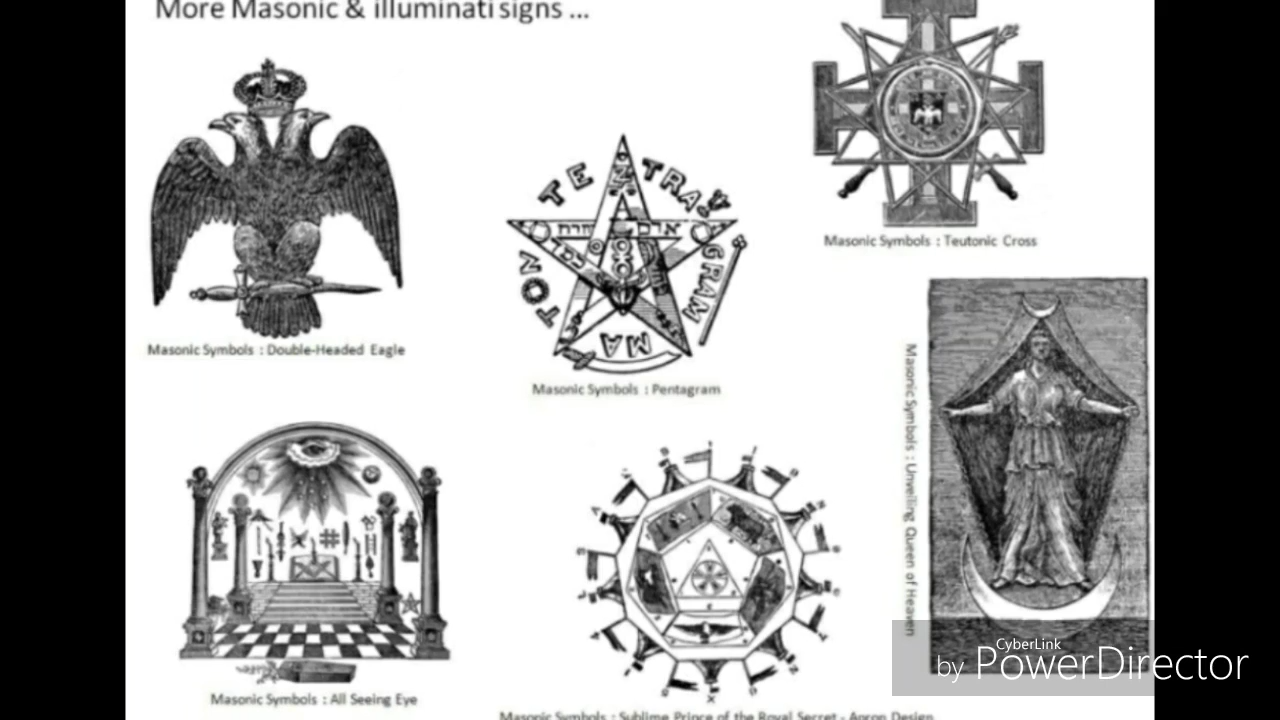 More Masonic & illuminati signs ...
Masonic Symbols : Teutonic Cross
TE TRA GRAM MA TON
Masonic Symbols : Double-Headed Eagle
Masonic Symbols : Pentagram
Masonic Symbols : Unveiling Queen of Heaven
Masonic Symbols : All Seeing Eye
Masonic Symbols : Sublime Prince of the Royal Secret - Apron Design
CyberLink
by PowerDirector